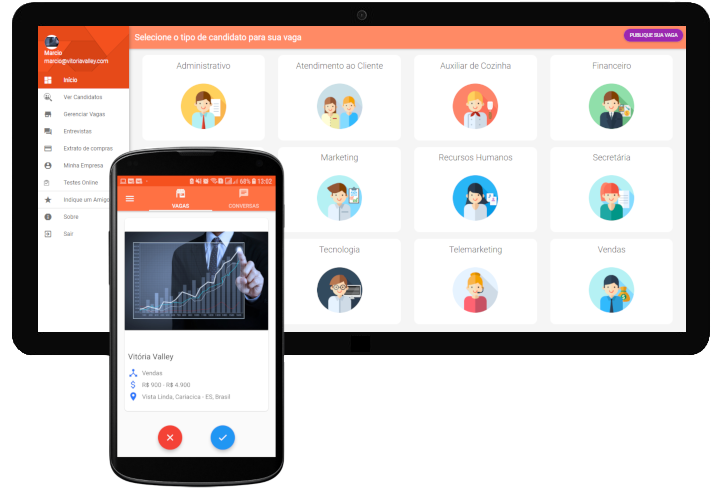 Marcio
marcio@vitoriavalley.com
Selecione o tipo de candidato para sua vaga
PUBLIQUE SUA VAGA
Início
Ver Candidatos
Gerenciar Vagas
Entrevistas
Extrato de compras
Minha Empresa
Testes Online
Indique um Amigo
Sobre
Sair
Administrativo
Atendimento ao Cliente
Auxiliar de Cozinha
Financeiro
Marketing
Recursos Humanos
Secretária
Tecnologia
Telemarketing
Vendas
68% 13:02
VAGAS
CONVERSAS
Vitória Valley
Vendas
R$ 900 - R$ 4.900
Vista Linda, Cariacica - ES, Brasil